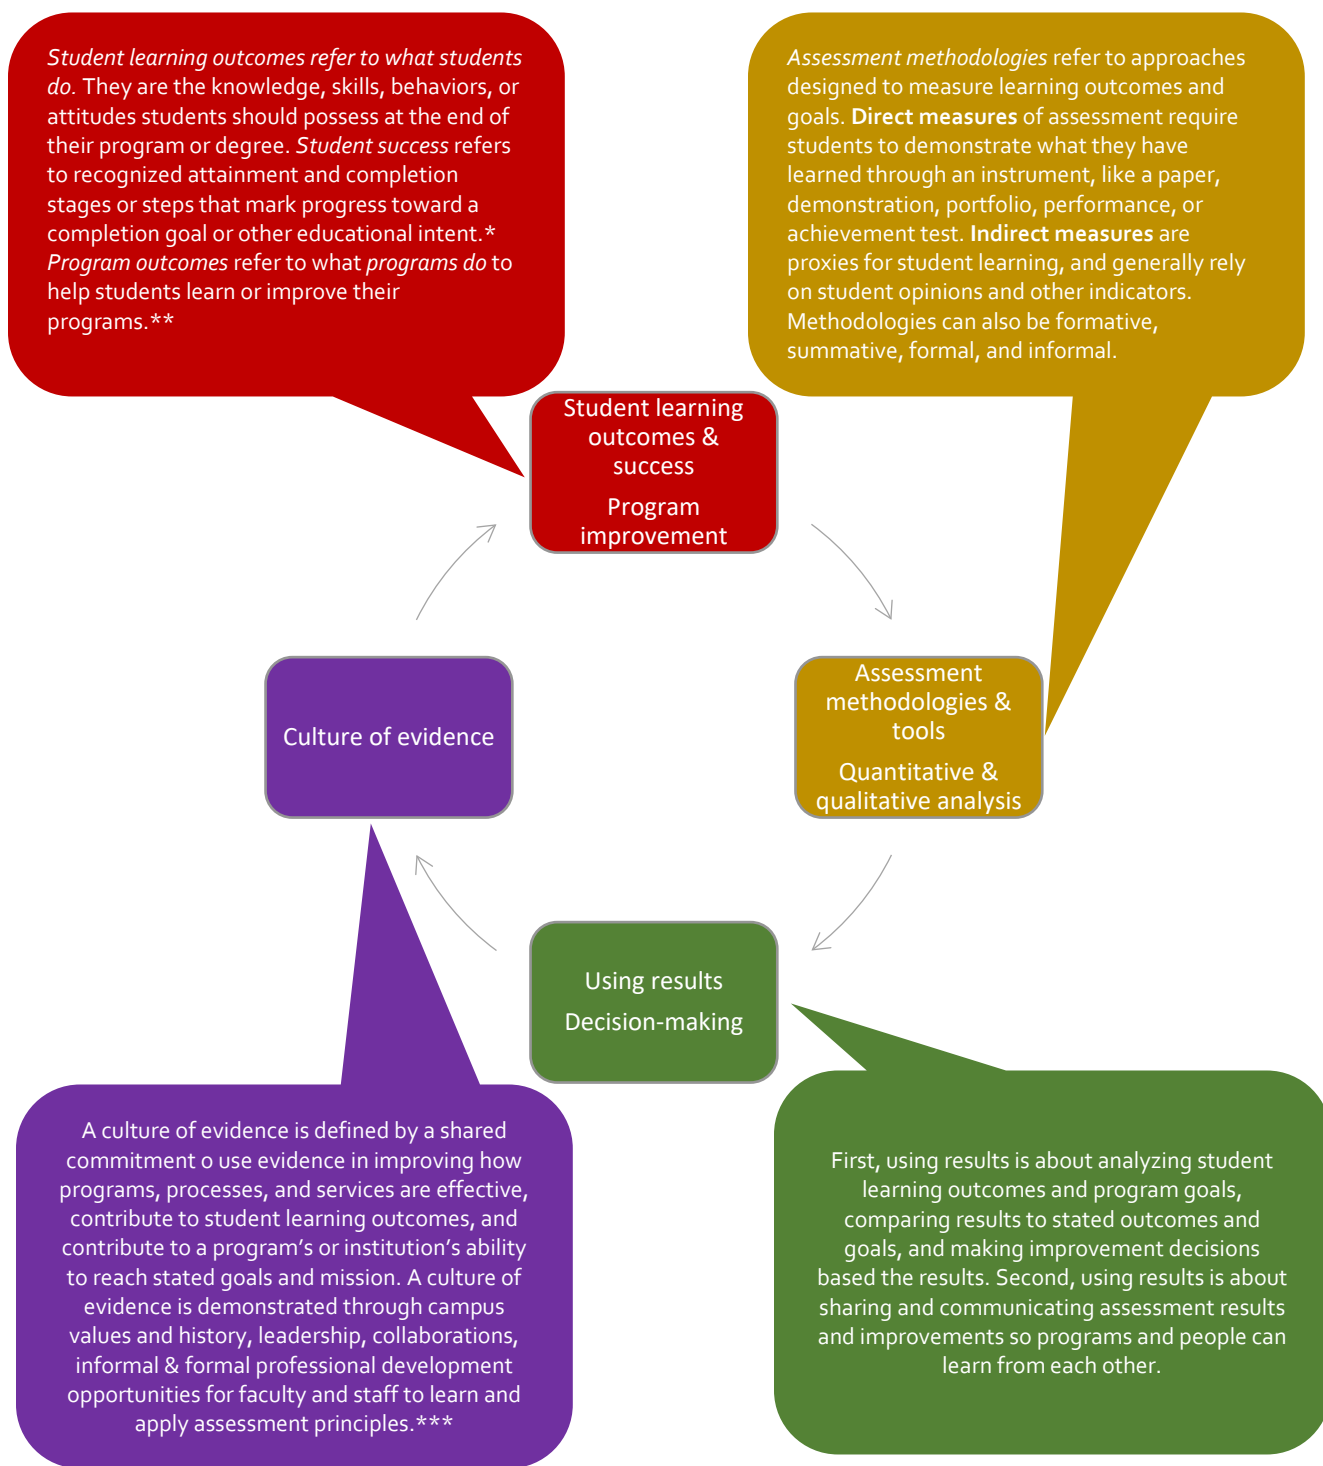 Student learning outcomes refer to what students
do. They are the knowledge, skills, behaviors, or
attitudes students should possess at the end of
their program or degree. Student success refers
to recognized attainment and completion
stages or steps that mark progress toward a
completion goal or other educational intent.*
Program outcomes refer to what programs do to
help students learn or improve their
programs.**
Assessment methodologies refer to approaches
designed to measure learning outcomes and
goals. Direct measures of assessment require
students to demonstrate what they have
learned through an instrument, like a paper,
demonstration, portfolio, performance, or
achievement test. Indirect measures are
proxies for student learning, and generally rely
on student opinions and other indicators.
Methodologies can also be formative,
summative, formal, and informal.
Student learning
outcomes &
success
Program
improvement
Culture of evidence
Assessment
methodologies &
tools
Quantitative &
qualitative analysis
Using results
Decision-making
A culture of evidence is defined by a shared
commitment o use evidence in improving how
programs, processes, and services are effective,
contribute to student learning outcomes, and
contribute to a program's or institution's ability
to reach stated goals and mission. A culture of
evidence is demonstrated through campus
values and history, leadership, collaborations,
informal & formal professional development
opportunities for faculty and staff to learn and
apply assessment principles.***
First, using results is about analyzing student
learning outcomes and program goals,
comparing results to stated outcomes and
goals, and making improvement decisions
based the results. Second, using results is about
sharing and communicating assessment results
and improvements so programs and people can
learn from each other.